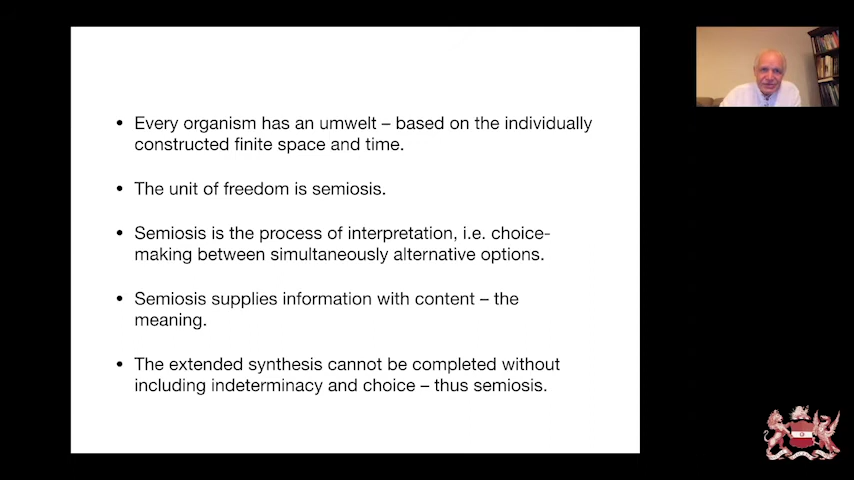 • Every organism has an umwelt – based on the individually
constructed finite space and time.
• The unit of freedom is semiosis.
• Semiosis is the process of interpretation, i.e. choice-
making between simultaneously alternative options.
• Semiosis supplies information with content – the
meaning.
• The extended synthesis cannot be completed without
including indeterminacy and choice – thus semiosis.